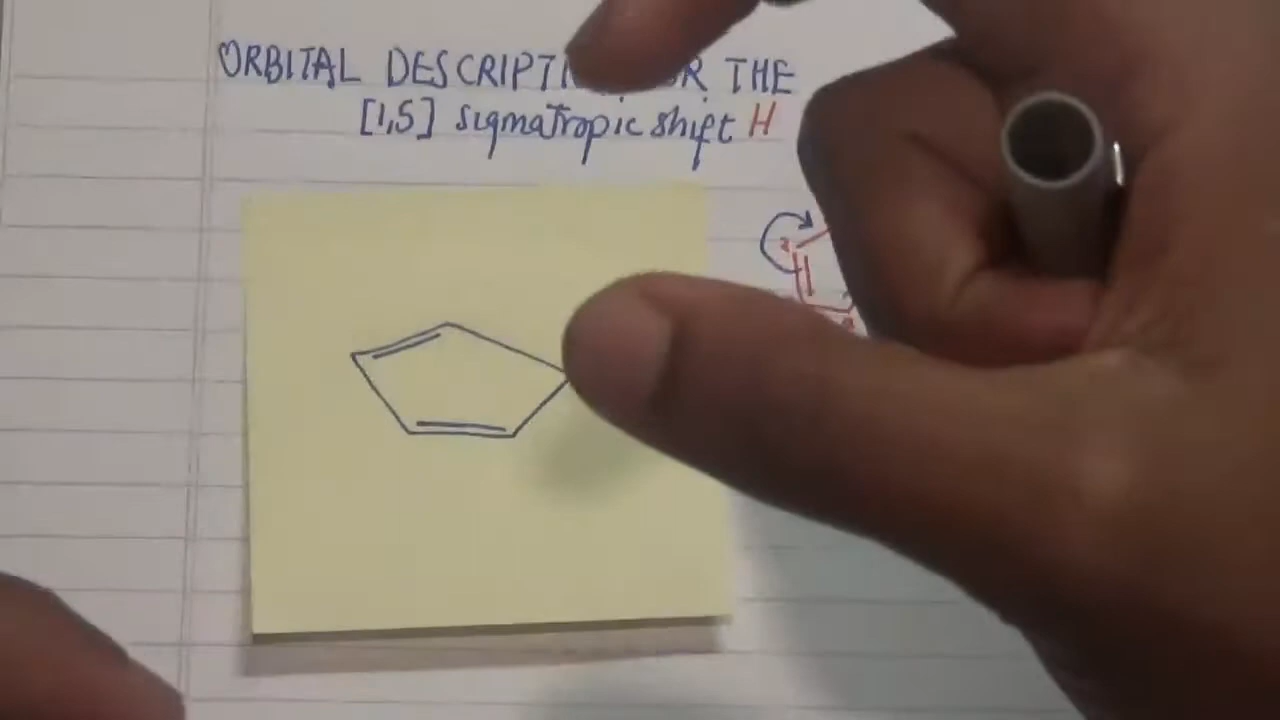 ORBITAL DESCRIPTI R THE
[1,5] sigmatropic shift H